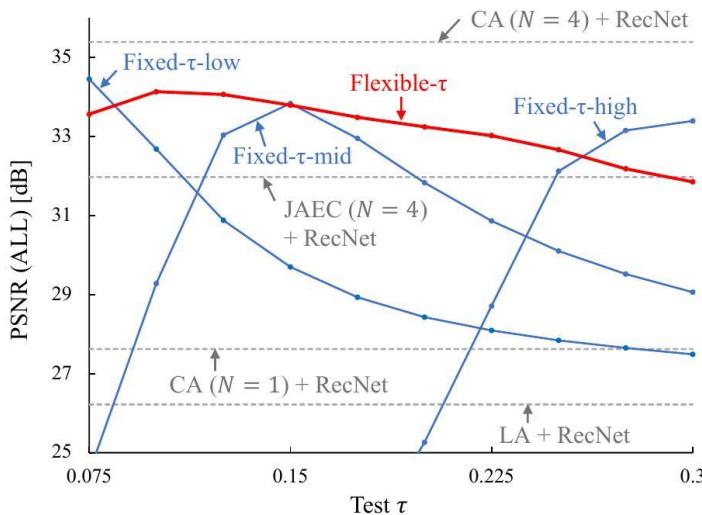 CA (N = 4) + RecNet
35
Fixed-τ-low
Flexible-τ
Fixed-τ-high
33
Fixed-τ-mid
JAEC (N = 4)
+ RecNet
31
PSNR (ALL) [dB]
29
27
CA (N = 1) + RecNet
LA + RecNet
25
0.075
0.15
0.225
0.3
Test τ